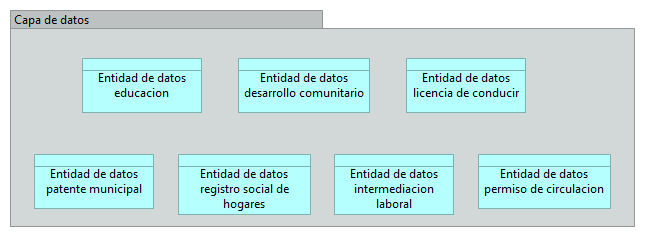 Capa de datos
Entidad de datos
educacion
Entidad de datos
desarrollo comunitario
Entidad de datos
licencia de conducir
Entidad de datos
patente municipal
Entidad de datos
registro social de
hogares
Entidad de datos
intermediacion
laboral
Entidad de datos
permiso de circulacion